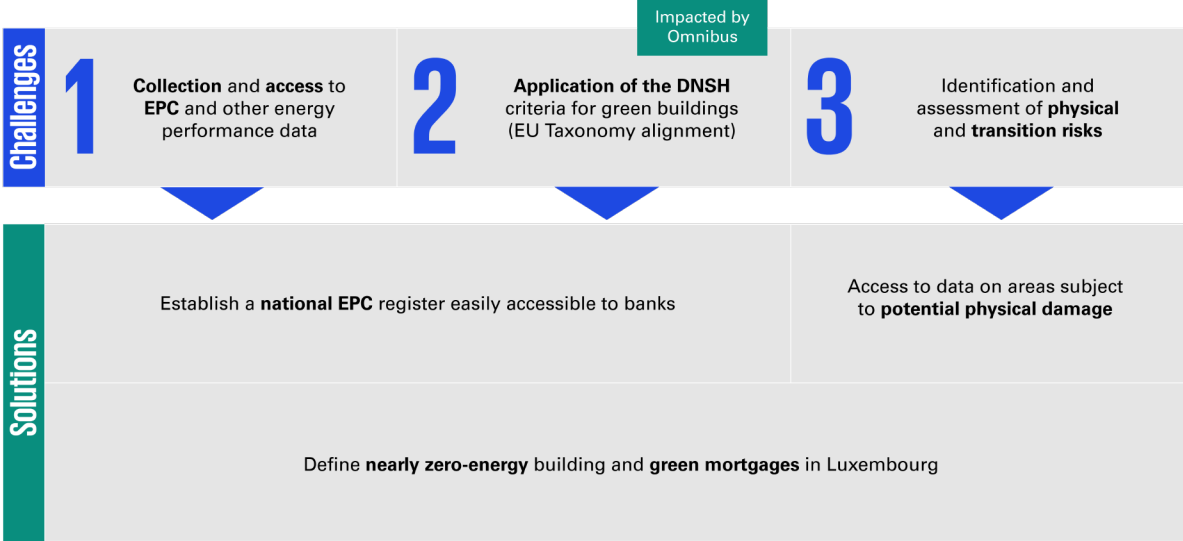 Impacted by
Omnibus
Challenges
1
Collection and access to
EPC and other energy
performance data
2
Application of the DNSH
criteria for green buildings
(EU Taxonomy alignment)
3
Identification and
assessment of physical
and transition risks
Solutions
Establish a national EPC register easily accessible to banks
Access to data on areas subject
to potential physical damage
Define nearly zero-energy building and green mortgages in Luxembourg